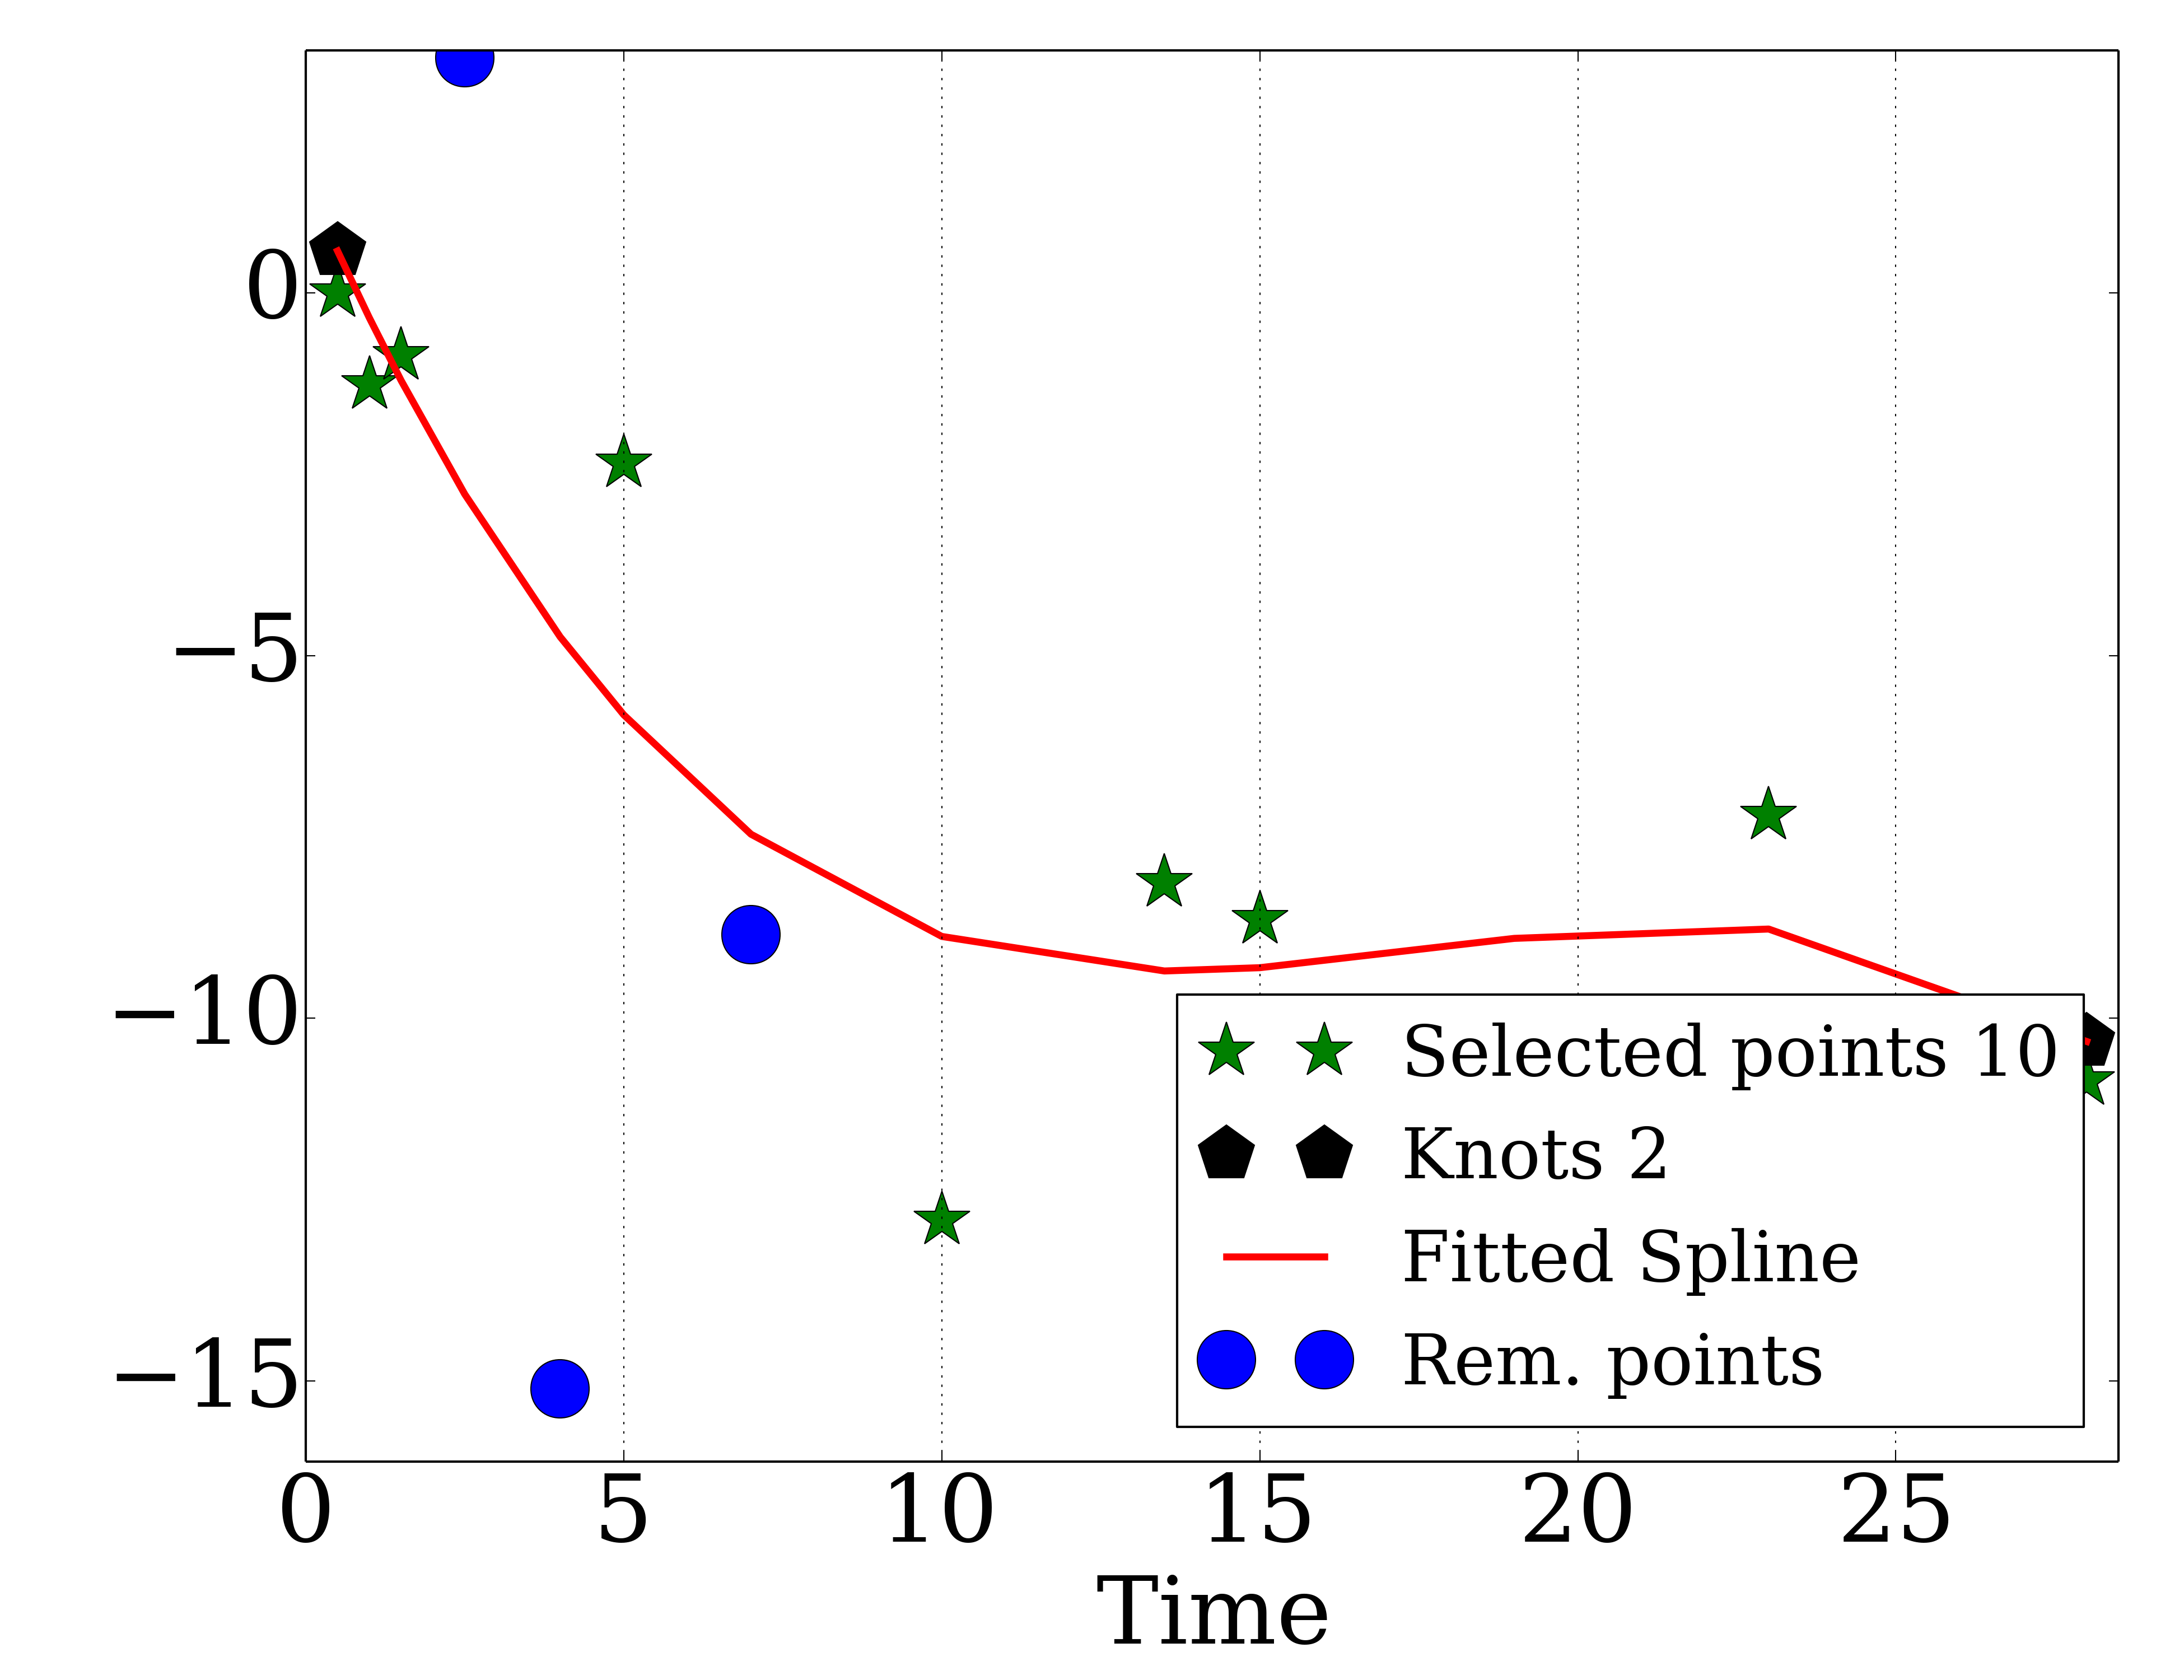 0
−5
−10
−15
Selected points 10
Knots 2
Fitted Spline
Rem. points
0 5 10 15 20 25
Time